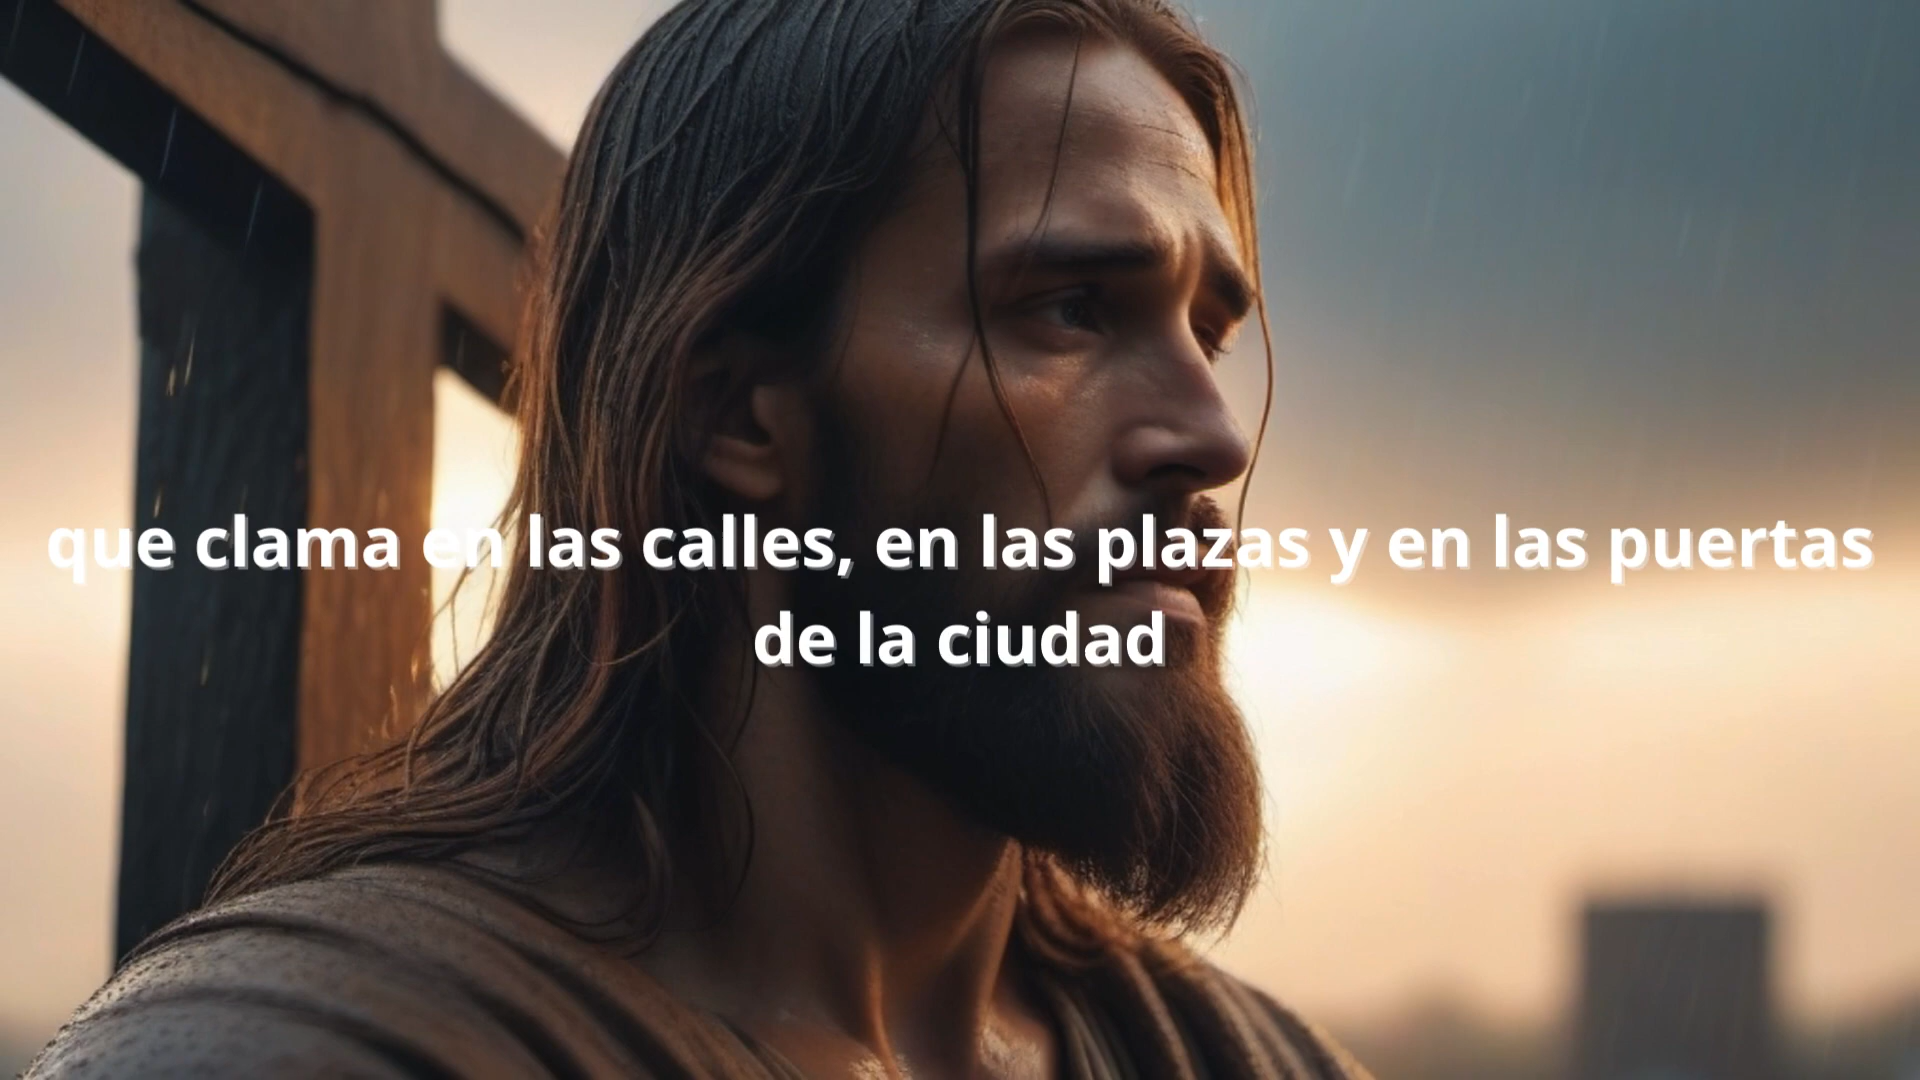 que clama en las calles, en las plazas y en las puertas
de la ciudad